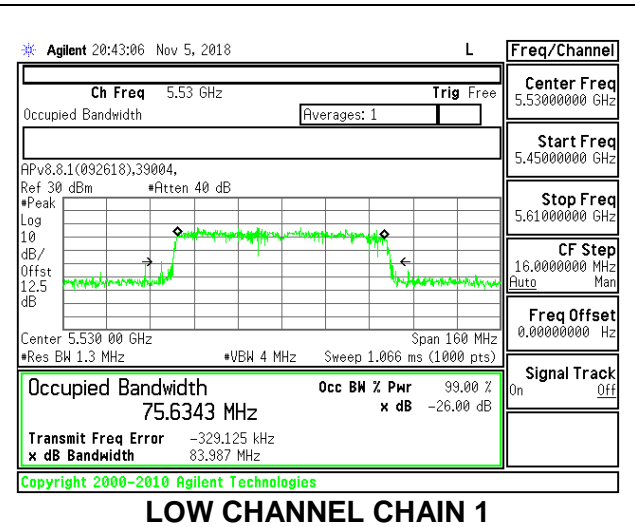 Agilent 20:43:06 Nov 5, 2018 L Freq/Channel
Ch Freq 5.53 GHz Trig Free
Occupied Bandwidth Averages: 1
Center Freq
5.53000000 GHz
Start Freq
5.45000000 GHz
Stop Freq
5.61000000 GHz
CF Step
16.0000000 MHz
Auto Man
Freq Offset
0.00000000 Hz
Signal Track
On Off
APv8.8.1(092618),39004,
Ref 30 dBm #Atten 40 dB
#Peak
Log
10
dB/
Offst
12.5
dB
Center 5.530 00 GHz Span 160 MHz
#Res BW 1.3 MHz #VBW 4 MHz Sweep 1.066 ms (1000 pts)
Occupied Bandwidth Occ BW % Pwr 99.00 %
75.6343 MHz x dB -26.00 dB
Transmit Freq Error -329.125 kHz
x dB Bandwidth 83.987 MHz
Copyright 2000-2010 Agilent Technologies
LOW CHANNEL CHAIN 1